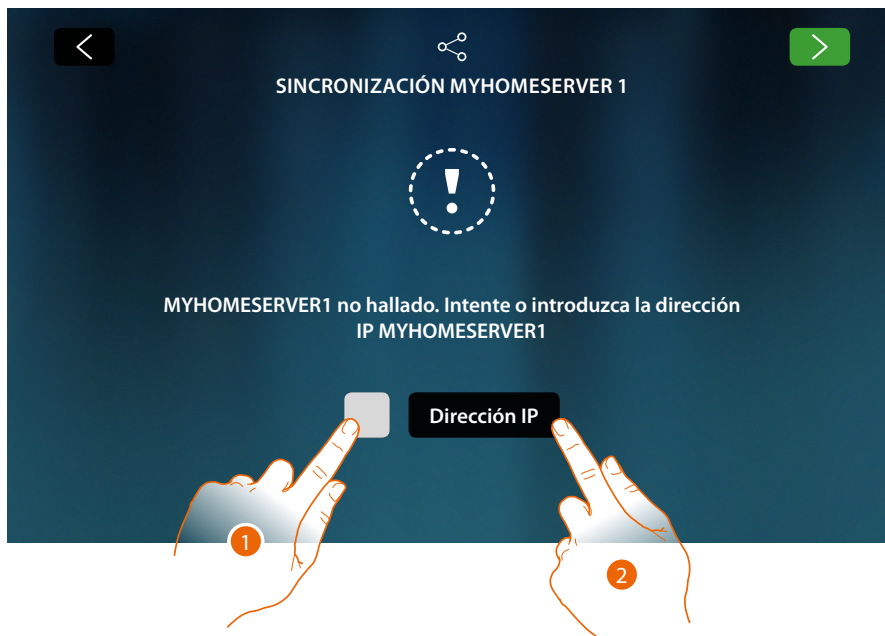 SINCRONIZACIÓN MYHOMESERVER 1
!
MYHOMESERVER1 no hallado. Intente o introduzca la dirección
IP MYHOMESERVER1
Dirección IP
1
2